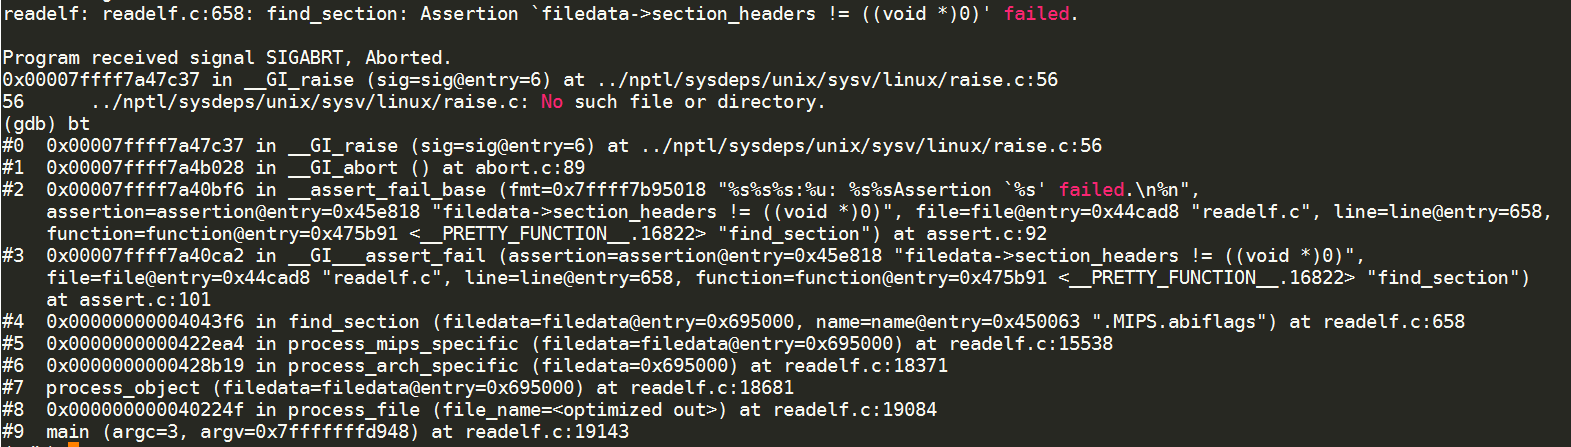 readelf: readelf.c:658: find_section: Assertion `filedata->section_headers != ((void *)0)' failed.
Program received signal SIGABRT, Aborted.
0x00007ffff7a47c37 in __GI_raise (sig=sig@entry=6) at ../nptl/sysdeps/unix/sysv/linux/raise.c:56
56      ../nptl/sysdeps/unix/sysv/linux/raise.c: No such file or directory.
(gdb) bt
#0  0x00007ffff7a47c37 in __GI_raise (sig=sig@entry=6) at ../nptl/sysdeps/unix/sysv/linux/raise.c:56
#1  0x00007ffff7a4b028 in __GI_abort () at abort.c:89
#2  0x00007ffff7a40bf6 in __assert_fail_base (fmt=0x7ffff7b95018 "%s%s%s:%u: %s%sAssertion `%s' failed.\n%n",
    assertion=assertion@entry=0x45e818 "filedata->section_headers != ((void *)0)", file=file@entry=0x44cad8 "readelf.c", line=line@entry=658,
    function=function@entry=0x475b91 <__PRETTY_FUNCTION__.16822> "find_section") at assert.c:92
#3  0x00007ffff7a40ca2 in __GI___assert_fail (assertion=assertion@entry=0x45e818 "filedata->section_headers != ((void *)0)",
    file=file@entry=0x44cad8 "readelf.c", line=line@entry=658, function=function@entry=0x475b91 <__PRETTY_FUNCTION__.16822> "find_section")
    at assert.c:101
#4  0x00000000004043f6 in find_section (filedata=filedata@entry=0x695000, name=name@entry=0x450063 ".MIPS.abiflags") at readelf.c:658
#5  0x0000000000422ea4 in process_mips_specific (filedata=filedata@entry=0x695000) at readelf.c:15538
#6  0x0000000000428b19 in process_arch_specific (filedata=0x695000) at readelf.c:18371
#7  process_object (filedata=filedata@entry=0x695000) at readelf.c:18681
#8  0x000000000040224f in process_file (file_name=<optimized out>) at readelf.c:19084
#9  main (argc=3, argv=0x7fffffffd948) at readelf.c:19143